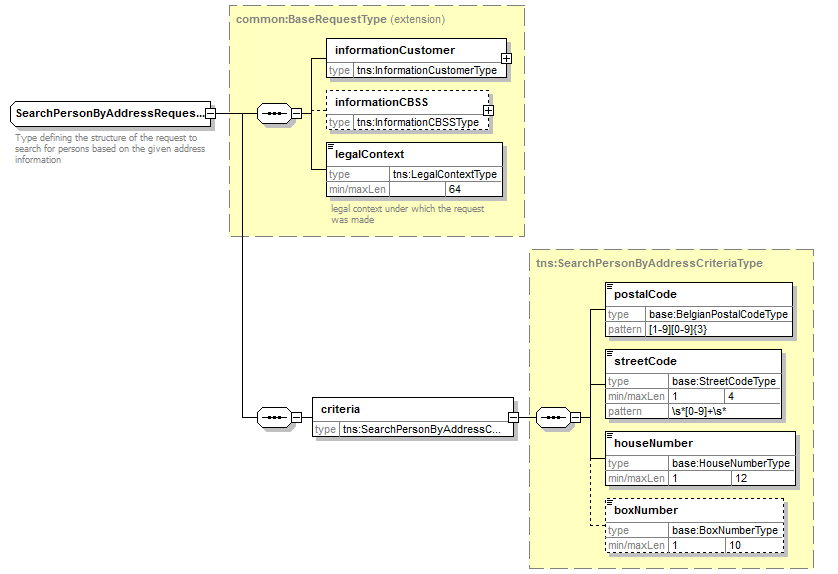 common:BaseRequestType (extension)
informationCustomer
type tns:InformationCustomerType
SearchPersonByAddressReques...
Type defining the structure of the request to
search for persons based on the given address
information
informationCBSS
type tns:InformationCBSSType
legalContext
type tns:LegalContextType
min/maxLen 64
legal context under which the request
was made
tns:SearchPersonByAddressCriteriaType
postalCode
type base:BelgianPostalCodeType
pattern [1-9][0-9]{3}
streetCode
type base:StreetCodeType
min/maxLen 1 4
pattern \s*[0-9]+\s*
criteria
type tns:SearchPersonByAddressC...
houseNumber
type base:HouseNumberType
min/maxLen 1 12
boxNumber
type base:BoxNumberType
min/maxLen 1 10